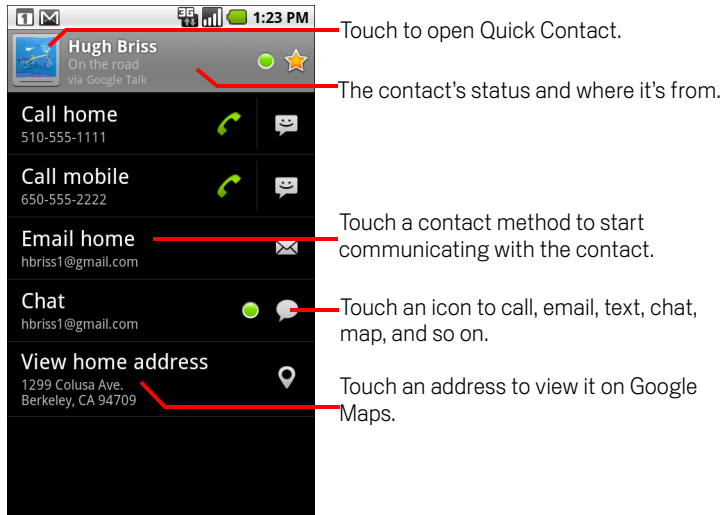 1 1:23 PM
3G
Hugh Briss
On the road
via Google Talk
Call home
510-555-1111
Call mobile
650-555-2222
Email home
hbriss1@gmail.com
Chat
hbriss1@gmail.com
View home address
1299 Colusa Ave.
Berkeley, CA 94709
Touch to open Quick Contact.
The contact’s status and where it’s from.
Touch a contact method to start
communicating with the contact.
Touch an icon to call, email, text, chat,
map, and so on.
Touch an address to view it on Google
Maps.